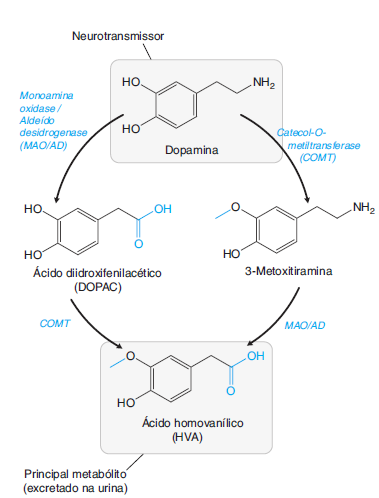 Neurotransmissor
HO
HO
NH2
Dopamina
Monoamina
oxidase /
Aldeído
desidrogenase
(MAO/AD)
Catecol-O-
metiltransferase
(COMT)
HO
HO
OH
O
Ácido diidroxifenilacético
(DOPAC)
O
HO
NH2
3-Metoxitiramina
COMT
MAO/AD
O
HO
OH
O
Ácido homovanílico
(HVA)
Principal metabólito
(excretado na urina)